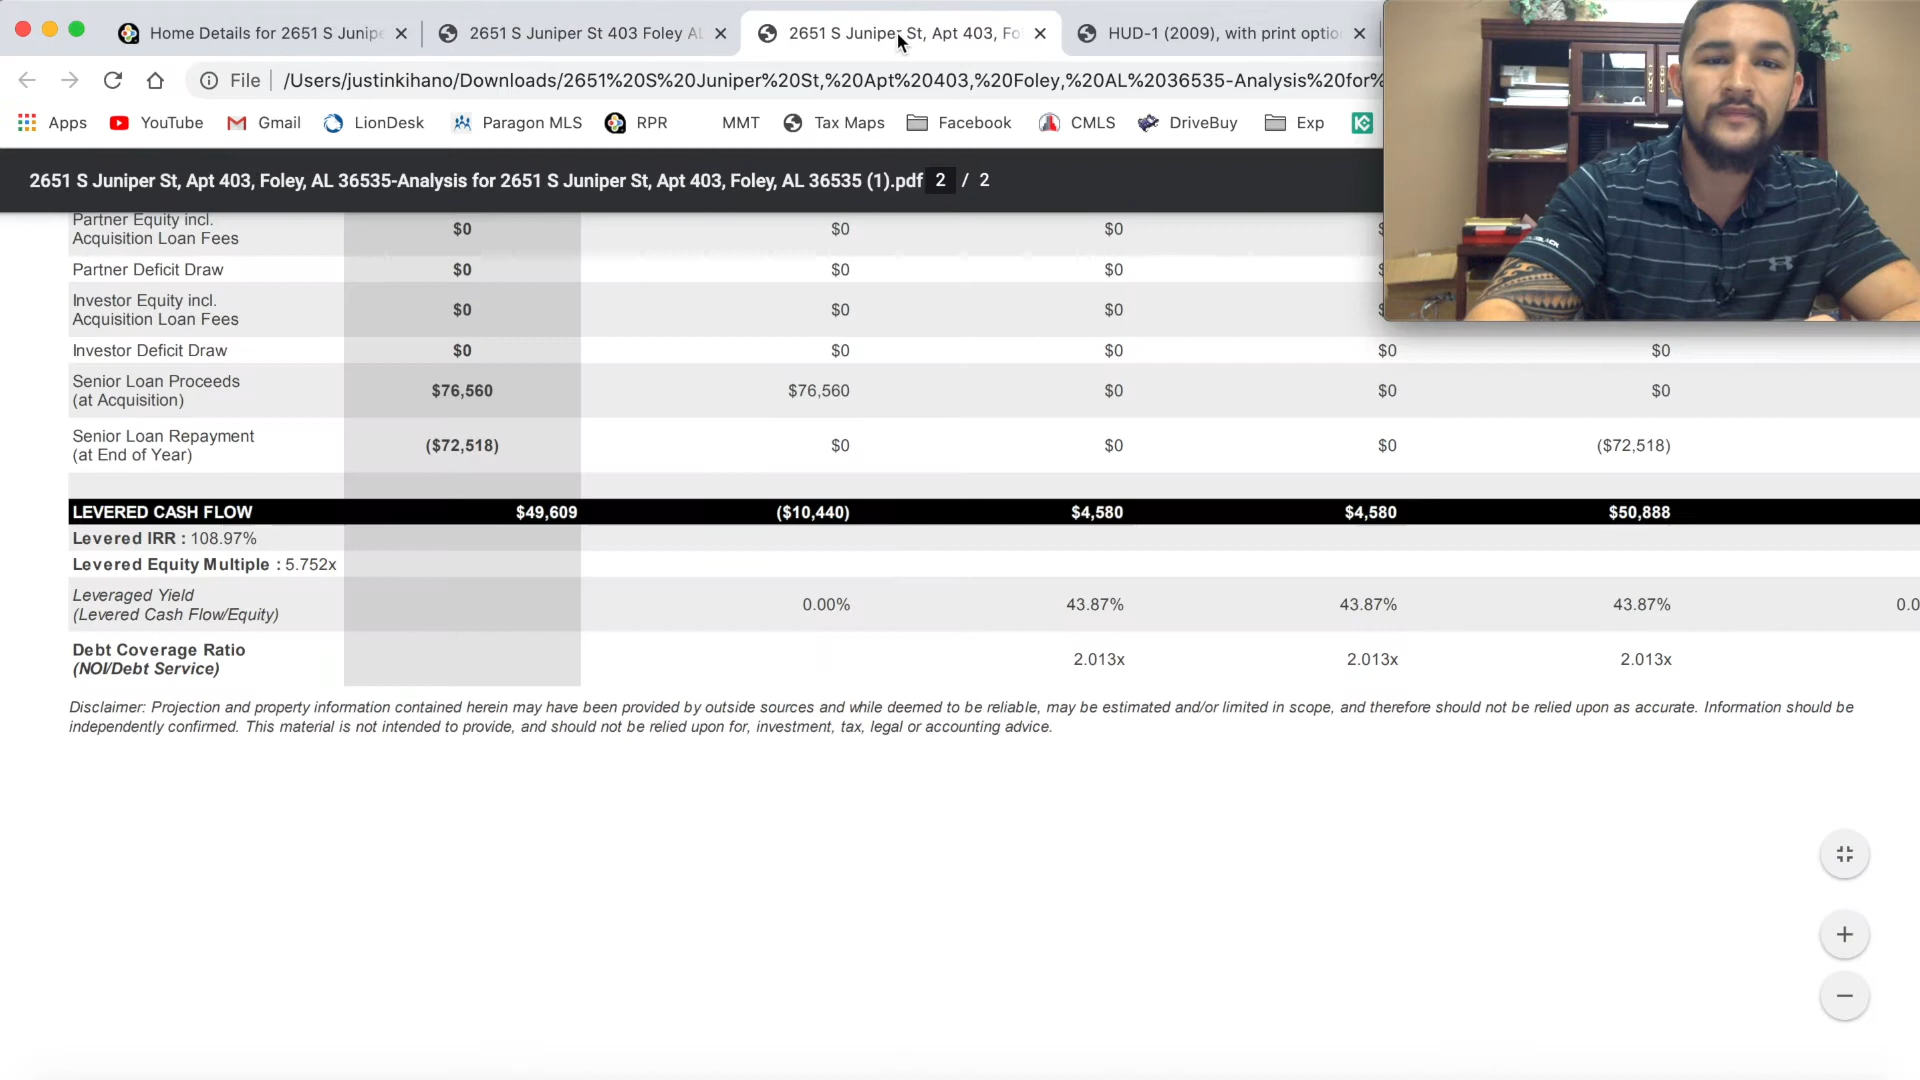 Home Details for 2651 S Junipe
2651 S Juniper St 403 Foley AL
2651 S Juniper St, Apt 403, Fo
HUD-1 (2009), with print optio
File
/Users/justinkihano/Downloads/2651%20S%20Juniper%20St,%20Apt%20403,%20Foley,%20AL%2036535-Analysis%20for%
Apps YouTube Gmail LionDesk Paragon MLS RPR MMT Tax Maps Facebook CMLS DriveBuy Exp
2651 S Juniper St, Apt 403, Foley, AL 36535-Analysis for 2651 S Juniper St, Apt 403, Foley, AL 36535 (1).pdf 2 / 2
Partner Equity incl.
Acquisition Loan Fees
$0 $0 $0
Partner Deficit Draw $0 $0 $0
Investor Equity incl.
Acquisition Loan Fees
$0 $0 $0
Investor Deficit Draw $0 $0 $0 $0 $0
Senior Loan Proceeds
(at Acquisition)
$76,560 $76,560 $0 $0 $0
Senior Loan Repayment
(at End of Year)
($72,518) $0 $0 $0 ($72,518)
LEVERED CASH FLOW $49,609 ($10,440) $4,580 $4,580 $50,888
Levered IRR : 108.97%
Levered Equity Multiple : 5.752x
Leveraged Yield
(Levered Cash Flow/Equity)
0.00% 43.87% 43.87% 43.87% 0.0
Debt Coverage Ratio
(NOI/Debt Service)
2.013x 2.013x 2.013x
Disclaimer: Projection and property information contained herein may have been provided by outside sources and while deemed to be reliable, may be estimated and/or limited in scope, and therefore should not be relied upon as accurate. Information should be
independently confirmed. This material is not intended to provide, and should not be relied upon for, investment, tax, legal or accounting advice.